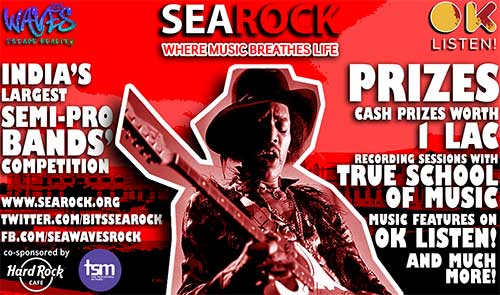 WAVES
ESCAPE REALITY
SEAROCK
WHERE MUSIC BREATHES LIFE
OK
LISTEN!
INDIA'S
LARGEST
SEMI-PRO
BANDS'
COMPETITION
WWW.SEAROCK.ORG
TWITTER.COM/BITSSEAROCK
FB.COM/SEAWAVESROCK
co-sponsored by
Hard Rock
CAFE
tsm
PRIZES
CASH PRIZES WORTH
1 LAC
RECORDING SESSIONS WITH
TRUE SCHOOL
OF MUSIC
MUSIC FEATURES ON
OK LISTEN!
AND MUCH
MORE!